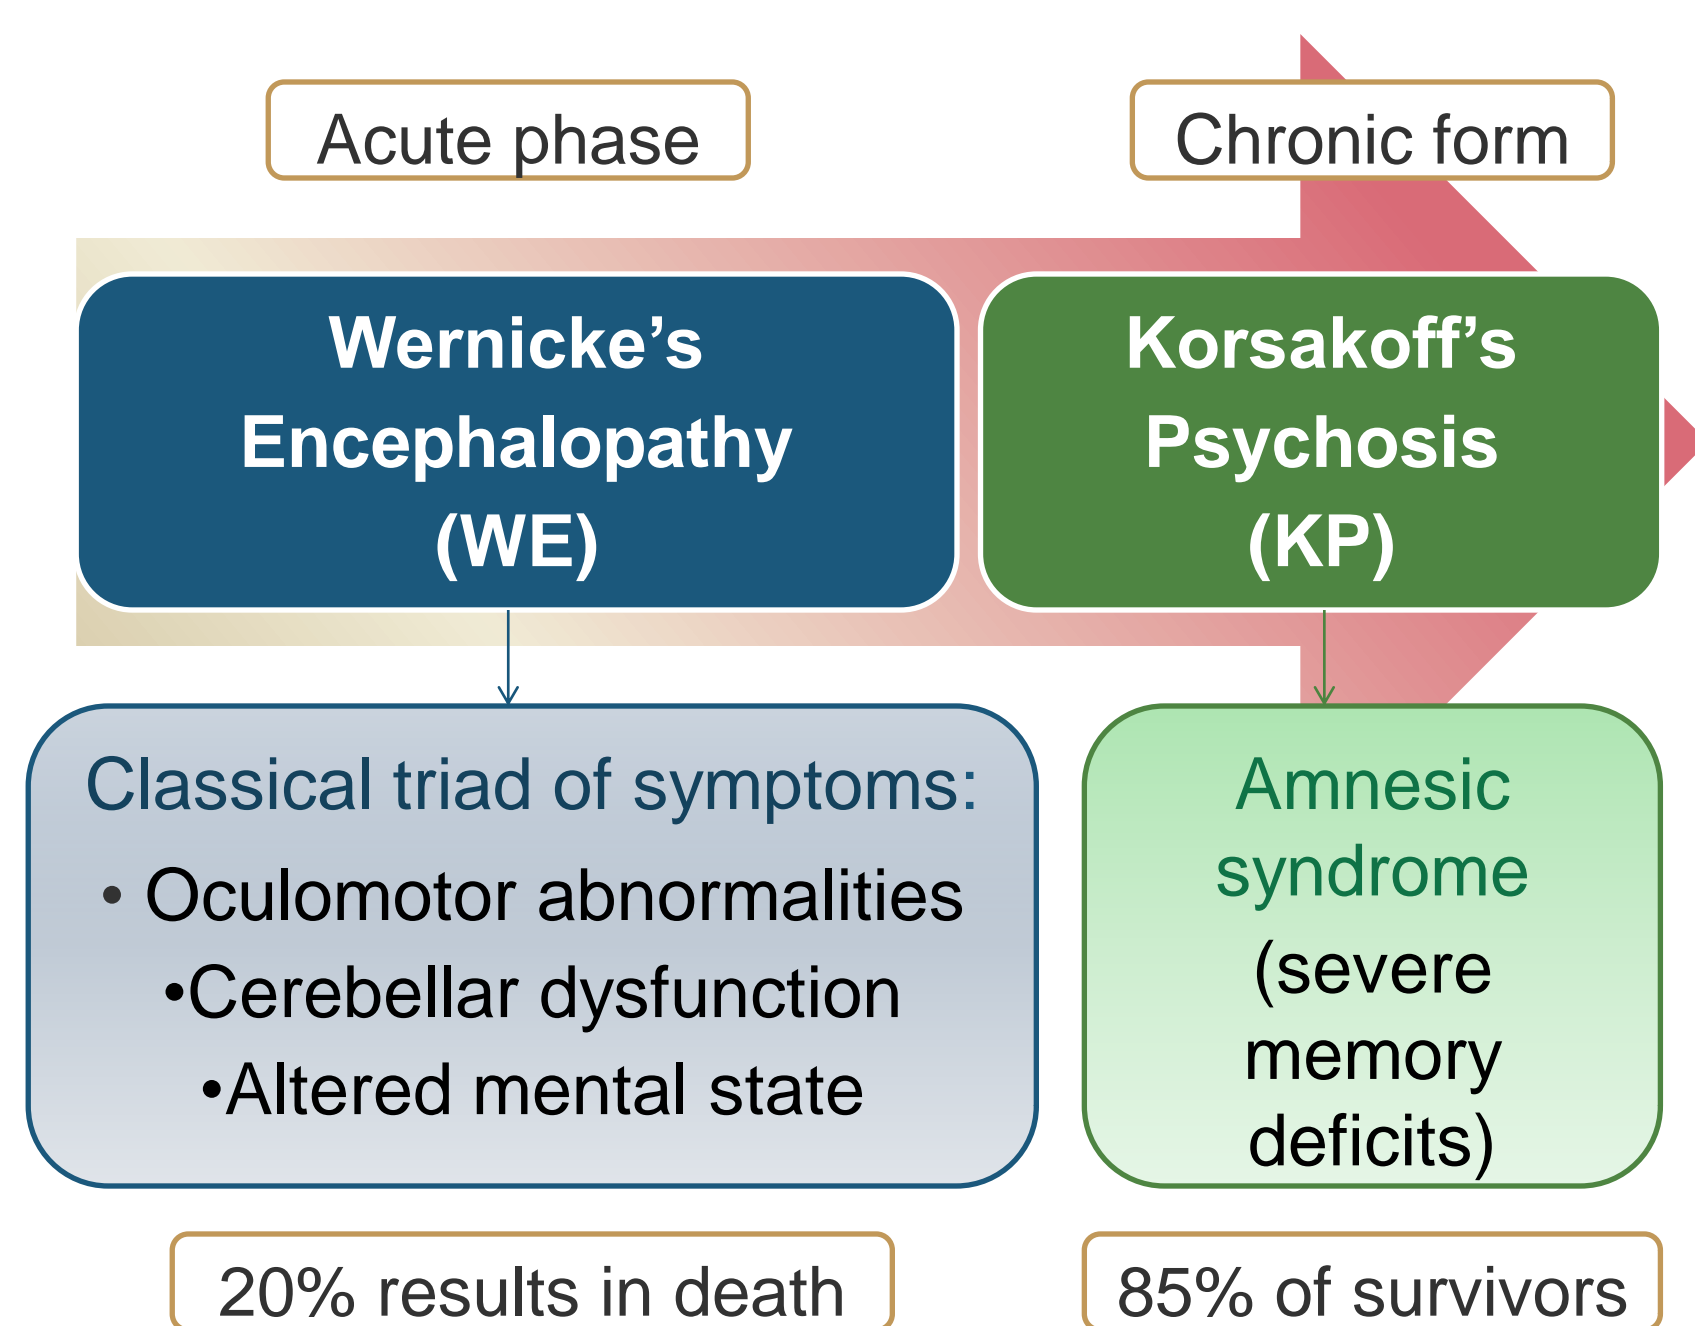 Acute phase
Chronic form
Wernicke’s
Encephalopathy
(WE)
Korsakoff’s
Psychosis
(KP)
Classical triad of symptoms:
• Oculomotor abnormalities
•Cerebellar dysfunction
•Altered mental state
Amnesic
syndrome
(severe
memory
deficits)
20% results in death
85% of survivors